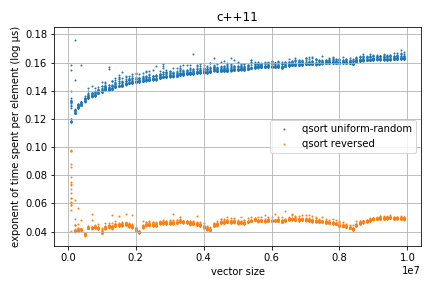 c++11
exponent of time spent per element (log µs)
0.18
0.16
0.14
0.12
0.10
0.08
0.06
0.04
qsort uniform-random
qsort reversed
0.0 0.2 0.4 0.6 0.8 1.0
1e7
vector size